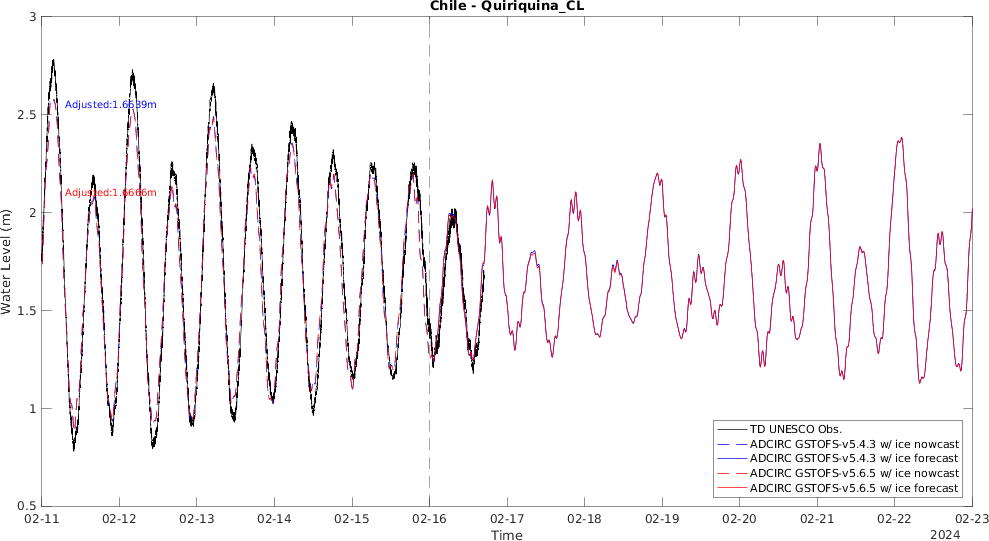 Chile - Quiriquina_CL
3
2.5
2
1.5
1
0.5
Water Level (m)
Adjusted:1.6639m
Adjusted:1.6666m
TD UNESCO Obs.
ADCIRC GSTOFS-v5.4.3 w/ ice nowcast
ADCIRC GSTOFS-v5.4.3 w/ ice forecast
ADCIRC GSTOFS-v5.6.5 w/ ice nowcast
ADCIRC GSTOFS-v5.6.5 w/ ice forecast
02-11 02-12 02-13 02-14 02-15 02-16 02-17 02-18 02-19 02-20 02-21 02-22 02-23
Time
2024